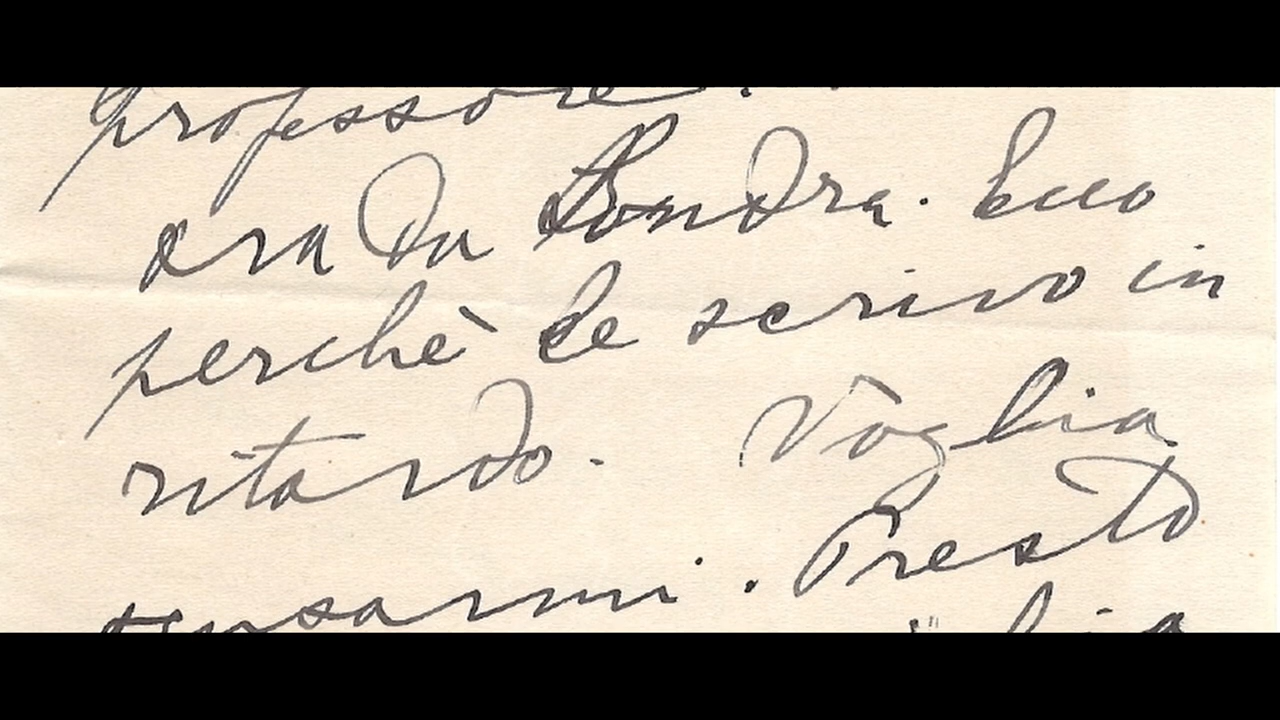 professore.
ora da Londra. Ecco
perchè le scrivo in
ritardo. Voglia
scusarmi. Presto